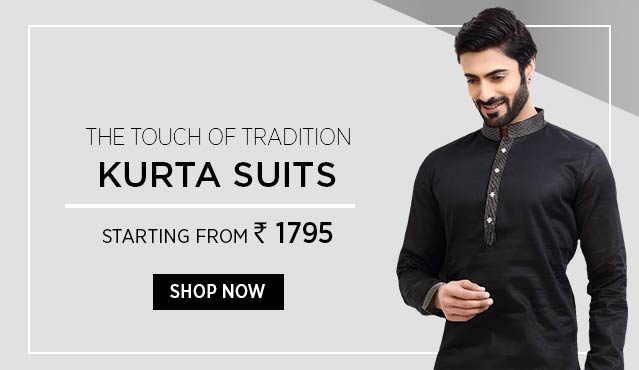 THE TOUCH OF TRADITION
KURTA SUITS
STARTING FROM ₹ 1795
SHOP NOW